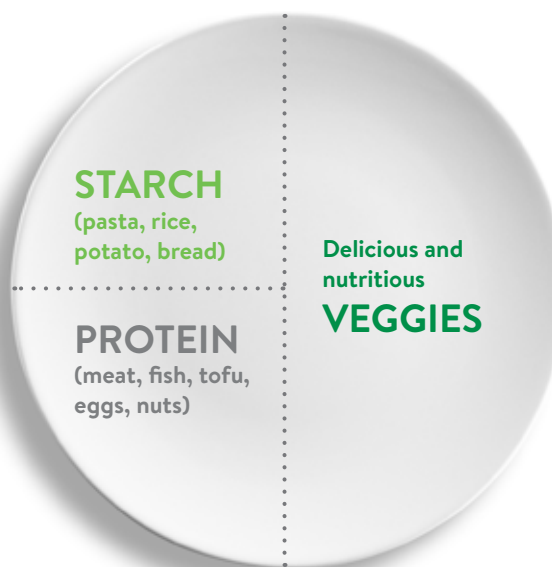 STARCH
(pasta, rice,
potato, bread)
PROTEIN
(meat, fish, tofu,
eggs, nuts)
Delicious and
nutritious
VEGGIES